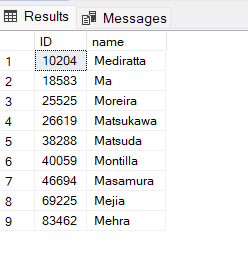 Results Messages
ID name
1 10204 Mediratta
2 18583 Ma
3 25525 Moreira
4 26619 Matsukawa
5 38288 Matsuda
6 40059 Montilla
7 46694 Masamura
8 69225 Mejia
9 83462 Mehra